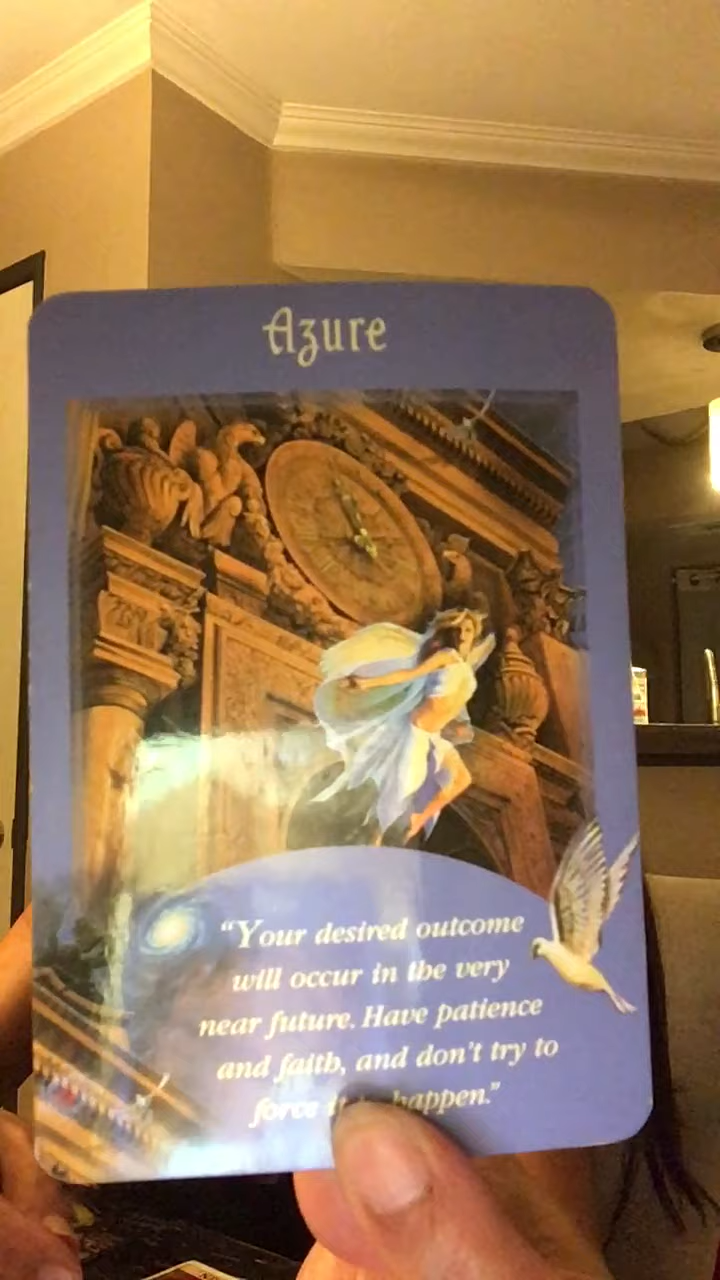 Azure
"Your desired outcome
will occur in the very
near future. Have patience
and faith, and don't try to
force it happen."